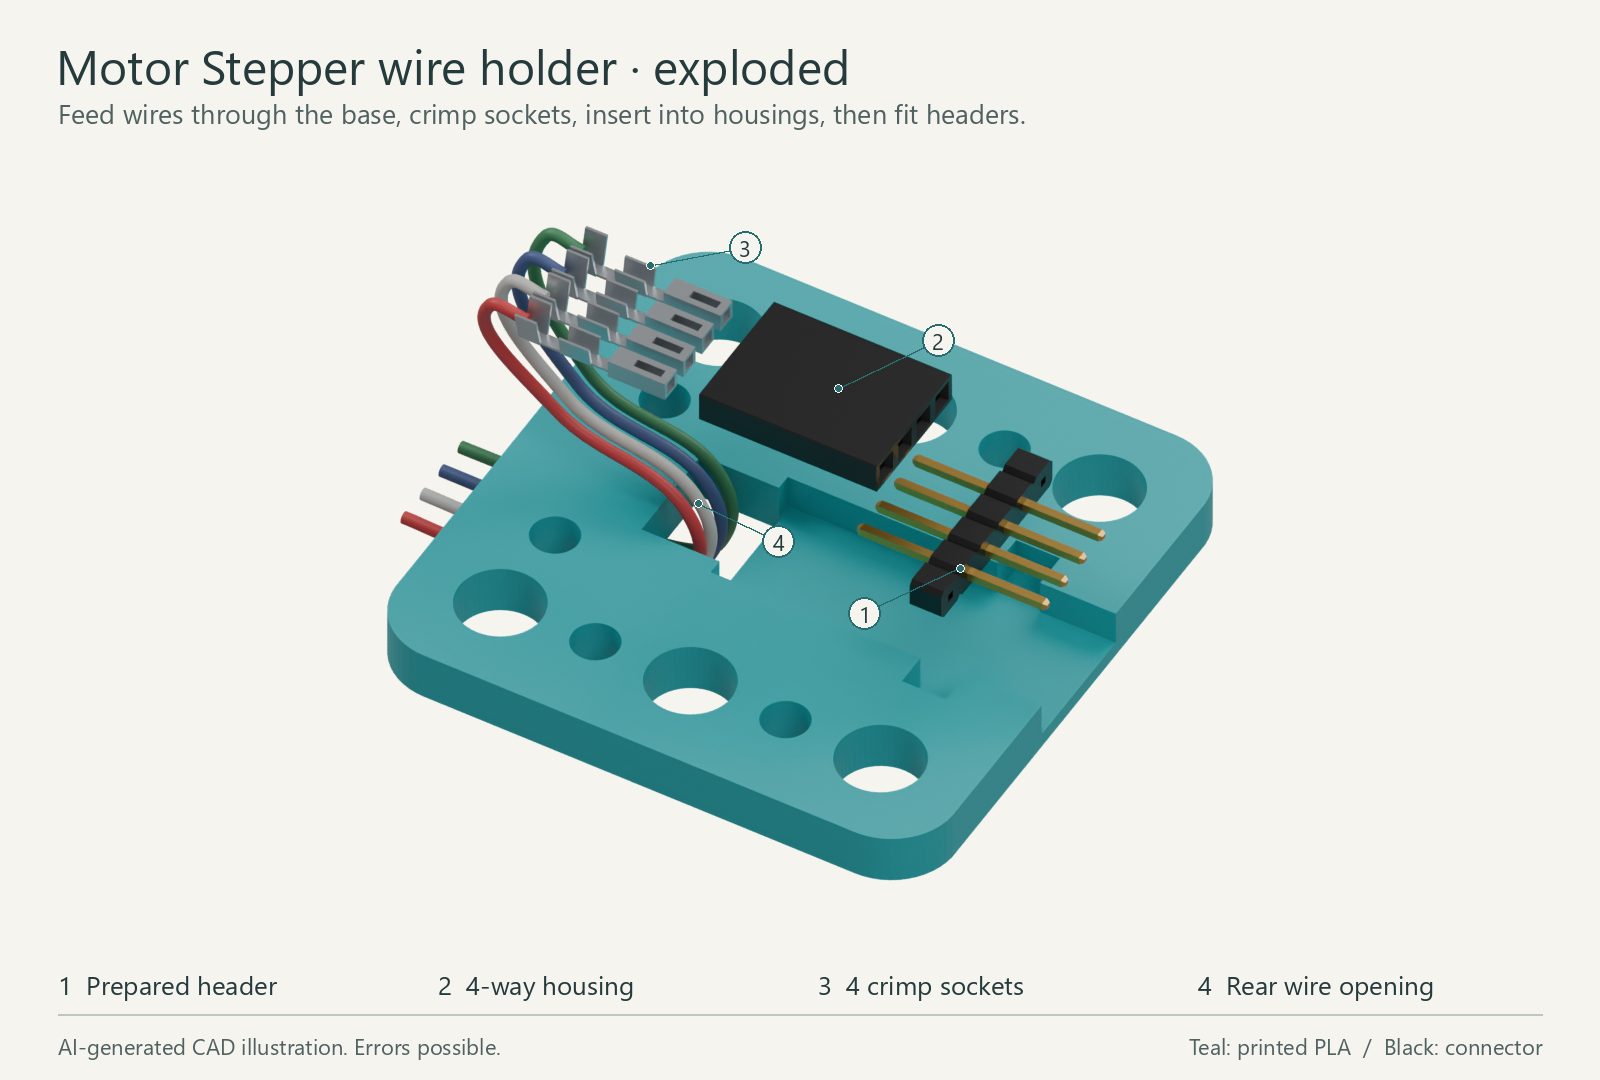 Motor Stepper wire holder · exploded
Feed wires through the base, crimp sockets, insert into housings, then fit headers.
3
2
4
1
1 Prepared header
2 4-way housing
3 4 crimp sockets
4 Rear wire opening
AI-generated CAD illustration. Errors possible.
Teal: printed PLA / Black: connector